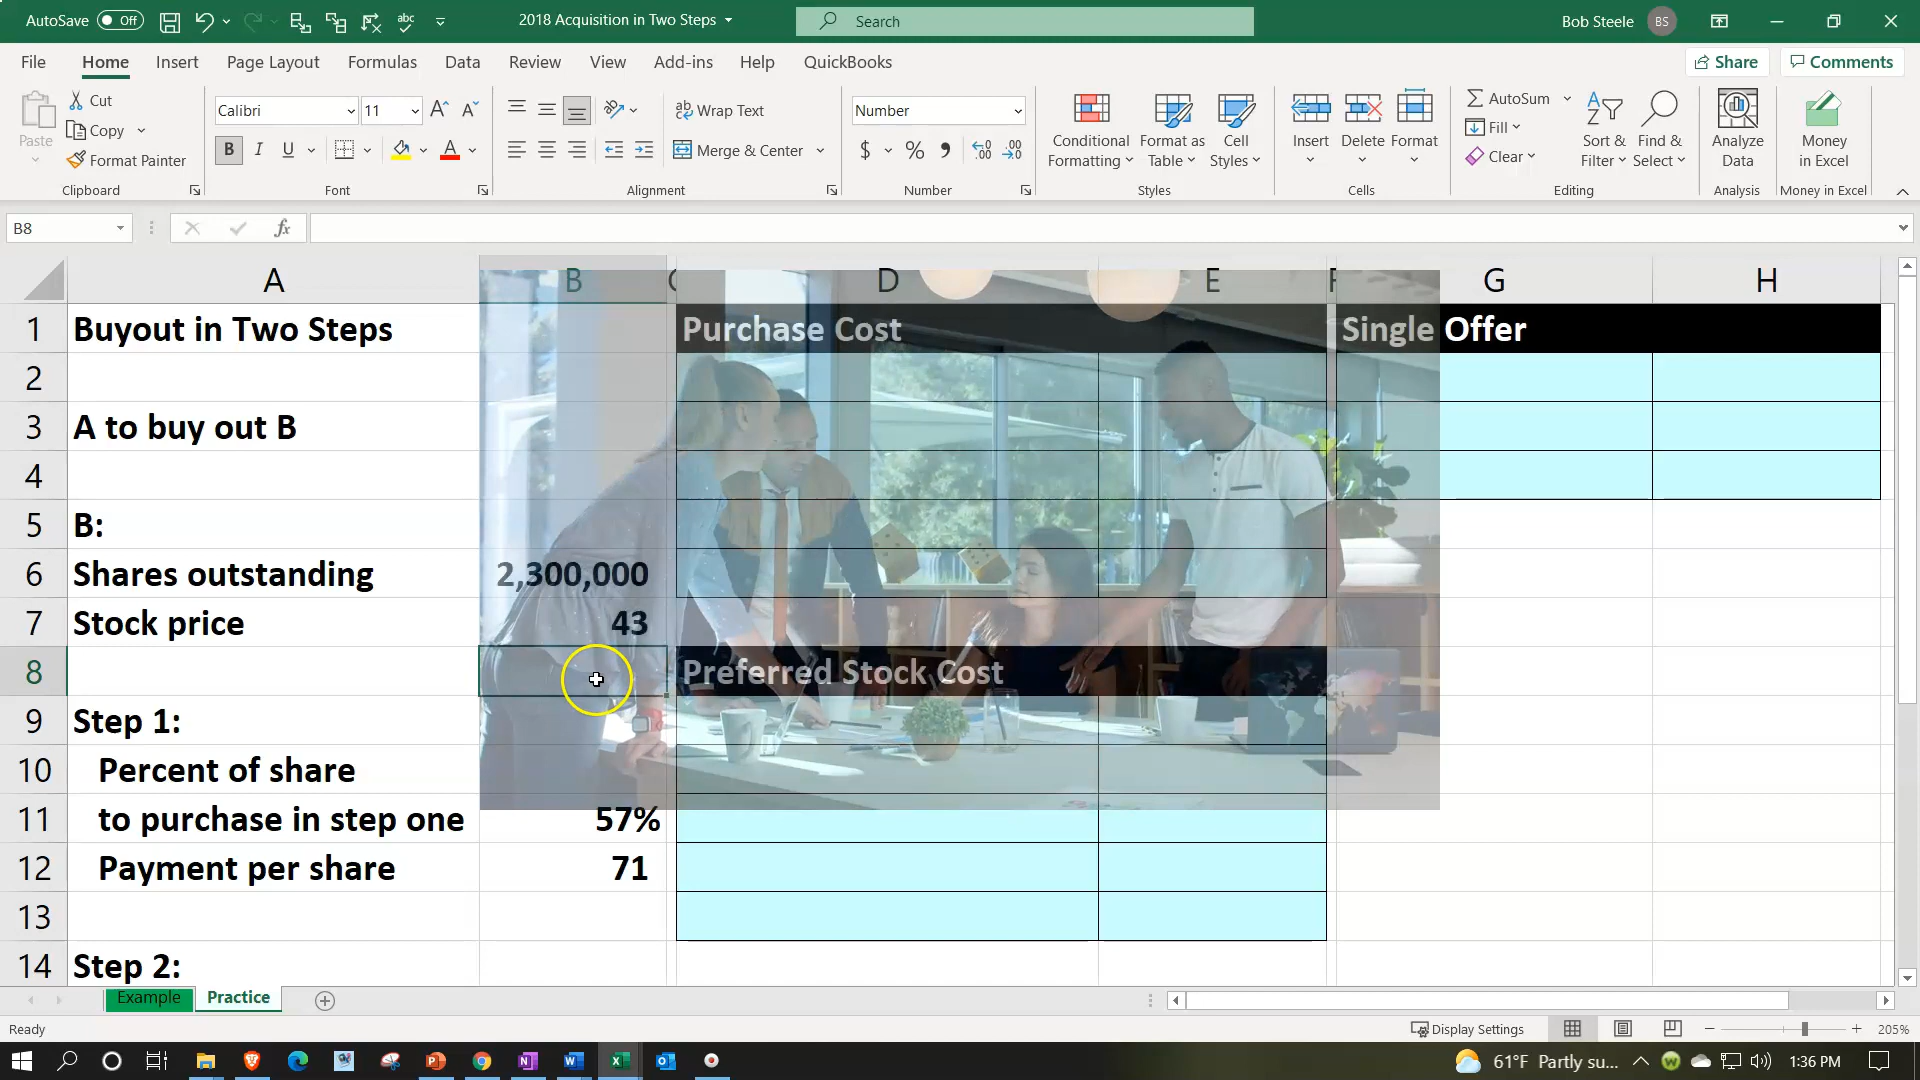 AutoSave Off 2018 Acquisition in Two Steps Search Bob Steele BS
File Home Insert Page Layout Formulas Data Review View Add-ins Help QuickBooks Share Comments
Paste Cut Copy Format Painter Clipboard
Calibri 11 B I U A Font
Wrap Text Merge & Center Alignment
Number $ % Number
Conditional Formatting Format as Table Cell Styles Styles
Insert Delete Format Cells
AutoSum Fill Clear Sort & Filter Find & Select Editing
Analyze Data Analysis
Money in Excel Money in Excel
B8 fx
A B D E G H
1 Buyout in Two Steps Purchase Cost Single Offer
2
3 A to buy out B
4
5 B:
6 Shares outstanding 2,300,000
7 Stock price 43
8 Preferred Stock Cost
9 Step 1:
10 Percent of share
11 to purchase in step one 57%
12 Payment per share 71
13
14 Step 2:
Example Practice
Ready Display Settings 205%
61°F Partly su... 1:36 PM